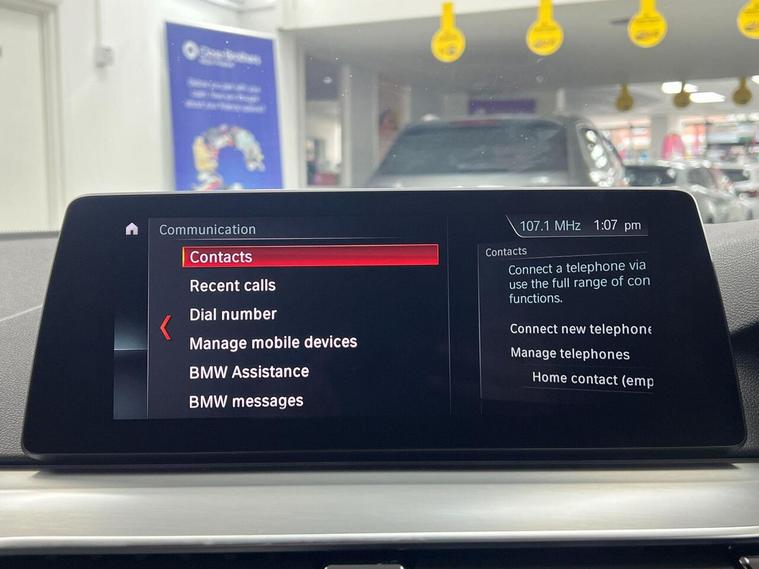 Close Brothers
Communication
107.1 MHz 1:07 pm
Contacts
Recent calls
Dial number
Manage mobile devices
BMW Assistance
BMW messages
Contacts
Connect a telephone via
use the full range of con
functions.
Connect new telephone
Manage telephones
Home contact (emp